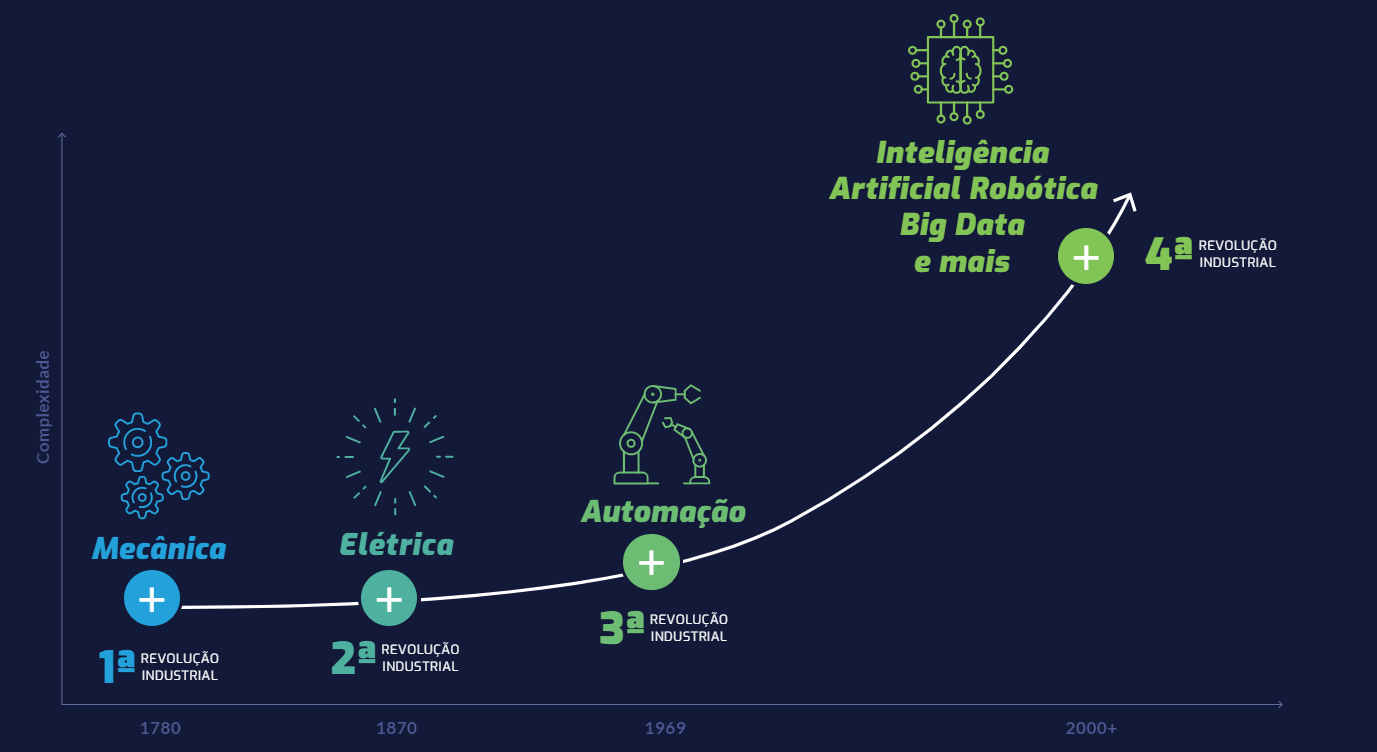 Inteligência
Artificial Robótica
Big Data
e mais
4ª REVOLUÇÃO
INDUSTRIAL
Complexidade
Automação
3ª REVOLUÇÃO
INDUSTRIAL
Elétrica
2ª REVOLUÇÃO
INDUSTRIAL
Mecânica
1ª REVOLUÇÃO
INDUSTRIAL
1780
1870
1969
2000+